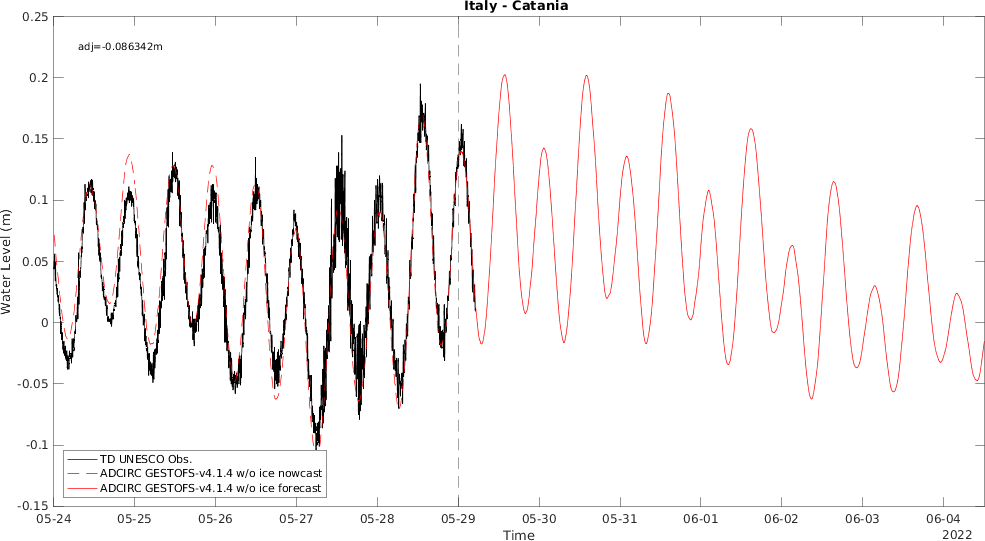 Italy - Catania
adj=-0.086342m
Water Level (m)
0.25
0.2
0.15
0.1
0.05
0
-0.05
-0.1
-0.15
TD UNESCO Obs.
ADCIRC GESTOFS-v4.1.4 w/o ice nowcast
ADCIRC GESTOFS-v4.1.4 w/o ice forecast
05-24 05-25 05-26 05-27 05-28 05-29 05-30 05-31 06-01 06-02 06-03 06-04
Time
2022